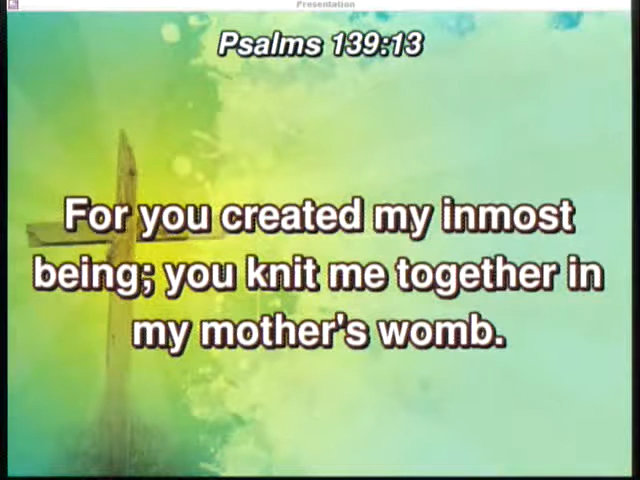 Presentation
Psalms 139:13
For you created my inmost
being; you knit me together in
my mother's womb.